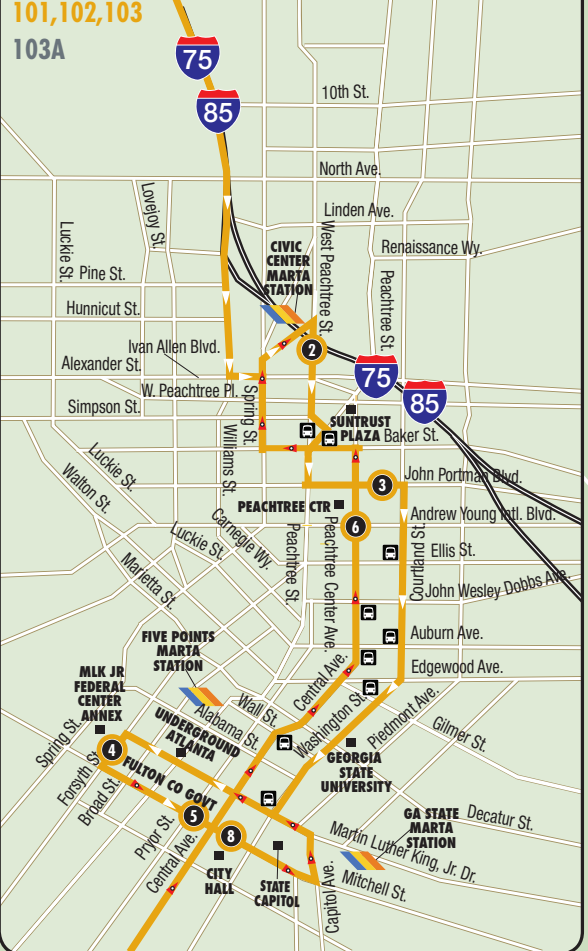 101,102,103
103A
75
85
10th St.
North Ave.
Lovejoy St.
Linden Ave.
West Peachtree St.
Luckie St.
CIVIC
CENTER
MARTA
STATION
Renaissance Wy.
Peachtree St.
Pine St.
Hunnicut St.
Ivan Allen Blvd.
2
Alexander St.
75
W. Peachtree Pl.
85
Simpson St.
Spring St.
SUNTRUST
PLAZA
Baker St.
Williams St.
Luckie St.
Walton St.
John Portman Blvd.
3
PEACHTREE CTR
Andrew Young Intl. Blvd.
6
Carnegie Wy.
Luckie St.
Peachtree St.
Peachtree Center Ave.
Ellis St.
Courtland St.
Marietta St.
John Wesley Dobbs Ave.
FIVE POINTS
MARTA
STATION
Auburn Ave.
Edgewood Ave.
MLK JR
FEDERAL
CENTER
ANNEX
Central Ave.
Wall St.
Alabama St.
Washington St.
Piedmont Ave.
UNDERGROUND
ATLANTA
Spring St.
4
Gilmer St.
GEORGIA
STATE
UNIVERSITY
FULTON CO GOVT
Forsyth St.
Broad St.
5
Pryor St.
8
GA STATE
MARTA
STATION
Decatur St.
Martin Luther King, Jr. Dr.
Central Ave.
CITY
HALL
STATE
CAPITOL
Capitol Ave.
Mitchell St.